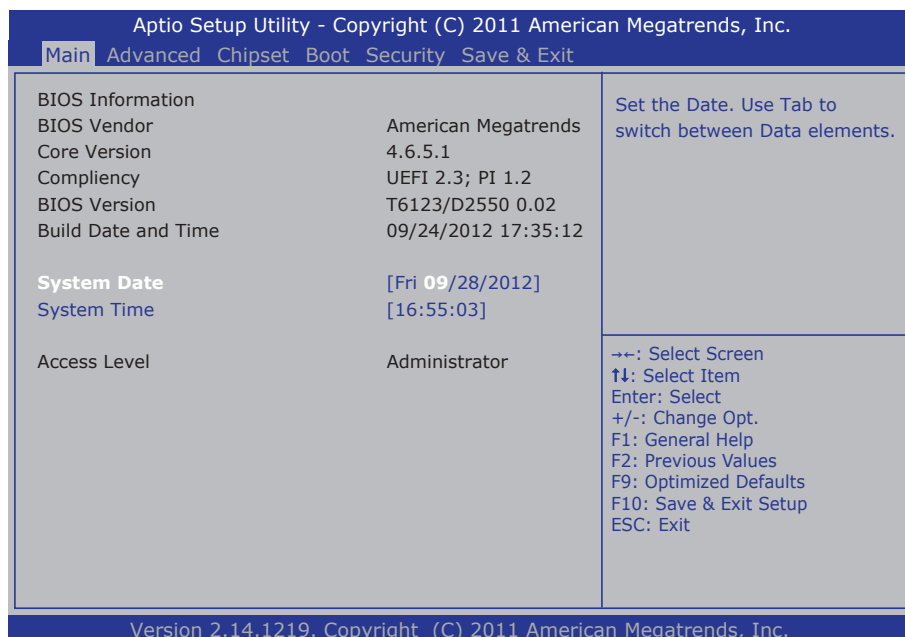 Aptio Setup Utility - Copyright (C) 2011 American Megatrends, Inc.
Main Advanced Chipset Boot Security Save & Exit
BIOS Information
BIOS Vendor American Megatrends
Core Version 4.6.5.1
Compliency UEFI 2.3; PI 1.2
BIOS Version T6123/D2550 0.02
Build Date and Time 09/24/2012 17:35:12
System Date [Fri 09/28/2012]
System Time [16:55:03]
Access Level Administrator
Set the Date. Use Tab to
switch between Data elements.
→←: Select Screen
↑↓: Select Item
Enter: Select
+/-: Change Opt.
F1: General Help
F2: Previous Values
F9: Optimized Defaults
F10: Save & Exit Setup
ESC: Exit
Version 2.14.1219. Copyright (C) 2011 American Megatrends, Inc.